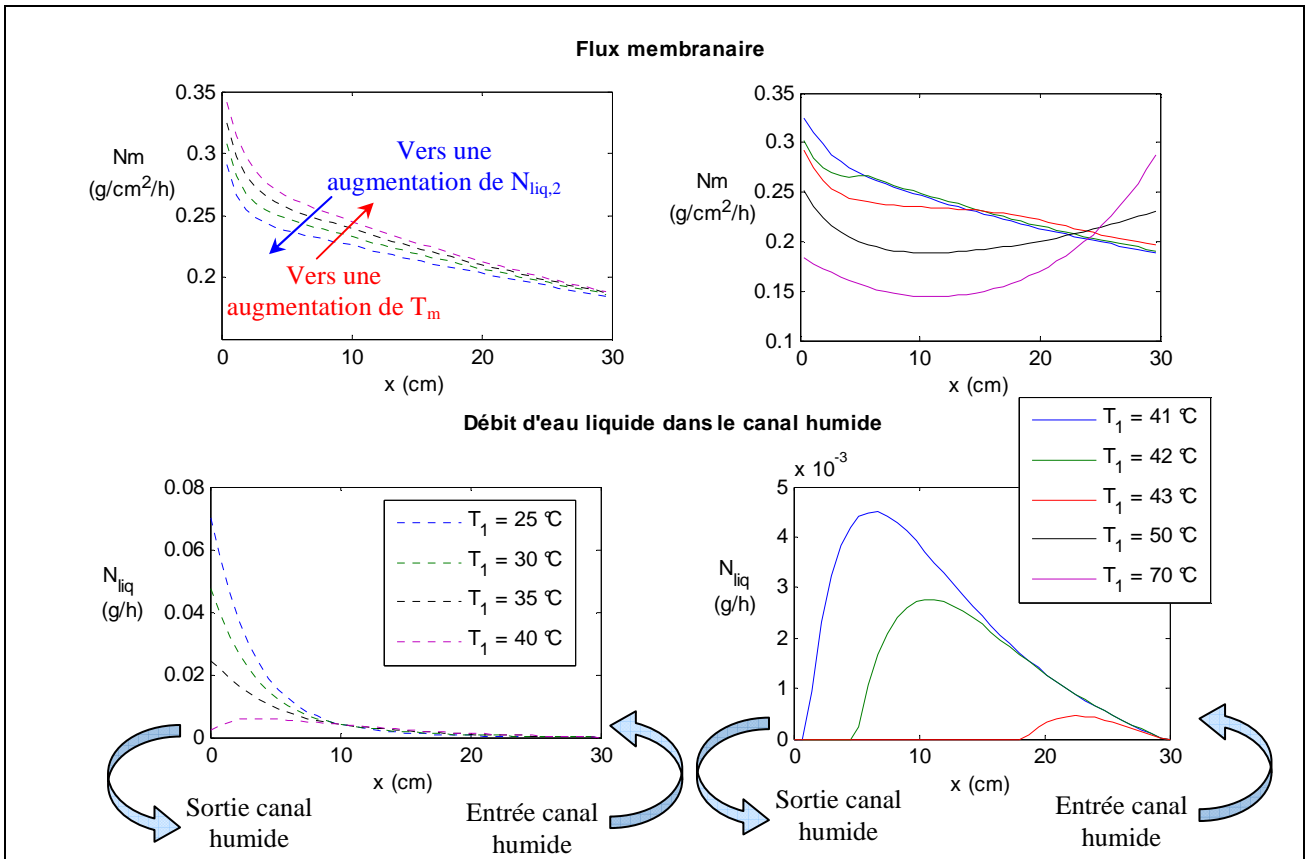 Flux membranaire
0.35
0.3
0.25
0.2
Nm
(g/cm2/h)
Vers une
augmentation de Nliq,2
Vers une
augmentation de Tm
0
10
20
30
x (cm)
0.35
0.3
0.25
0.2
0.15
0.1
Nm
(g/cm2/h)
0
10
20
30
x (cm)
Débit d'eau liquide dans le canal humide
0.08
0.06
0.04
0.02
0
Nliq
(g/h)
T1 = 25 °C
T1 = 30 °C
T1 = 35 °C
T1 = 40 °C
0
10
20
30
x (cm)
Sortie canal
humide
Entrée canal
humide
x 10-3
5
4
3
2
1
0
Nliq
(g/h)
T1 = 41 °C
T1 = 42 °C
T1 = 43 °C
T1 = 50 °C
T1 = 70 °C
0
10
20
30
x (cm)
Sortie canal
humide
Entrée canal
humide